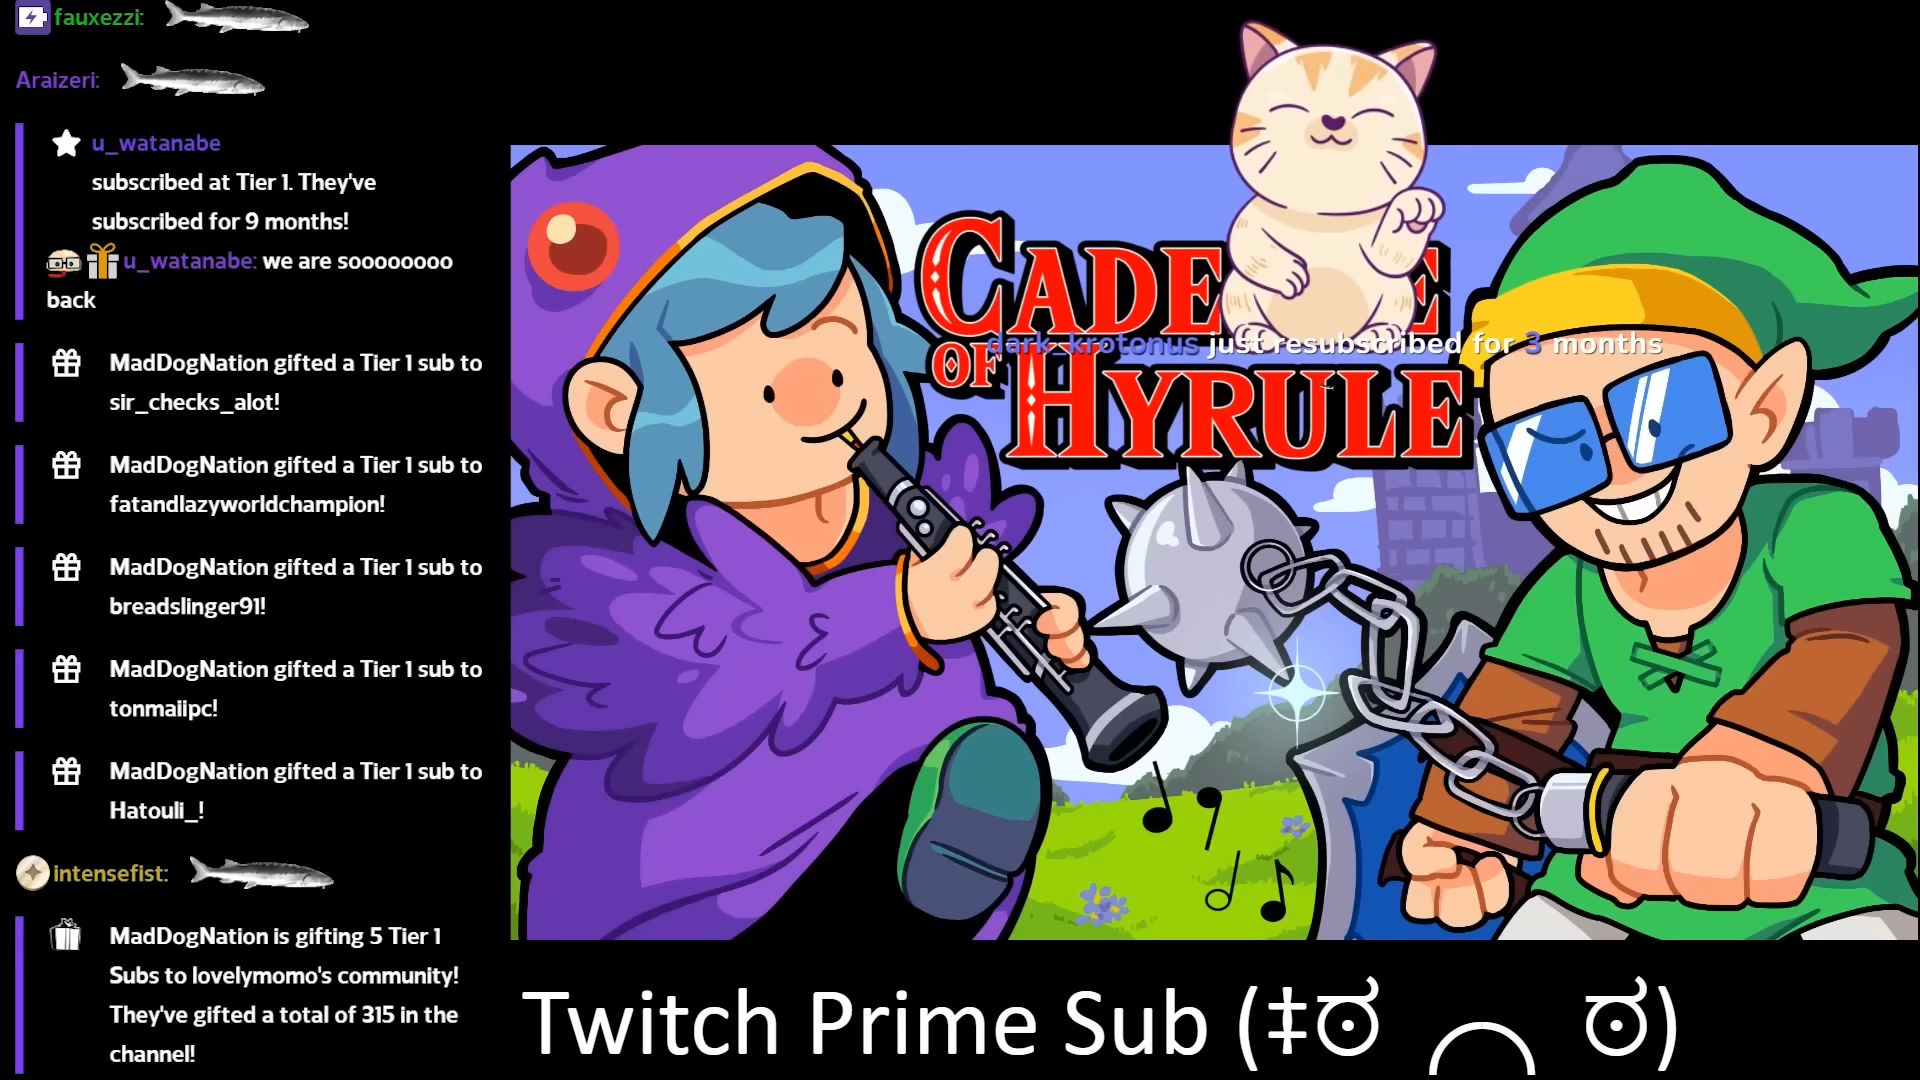 fauxezzi:
Araizeri:
u_watanabe
subscribed at Tier 1. They've
subscribed for 9 months!
u_watanabe: we are soooooooo
back
MadDogNation gifted a Tier 1 sub to
sir_checks_alot!
MadDogNation gifted a Tier 1 sub to
fatandlazyworldchampion!
MadDogNation gifted a Tier 1 sub to
breadslinger91!
MadDogNation gifted a Tier 1 sub to
tonmaiipc!
MadDogNation gifted a Tier 1 sub to
Hatouli_!
intensefist:
MadDogNation is gifting 5 Tier 1
Subs to lovelymomo's community!
They've gifted a total of 315 in the
channel!
dark_krotonus just resubscribed for 3 months
OF HYRULE
Twitch Prime Sub (‡ಠ ⁔ ಠ)